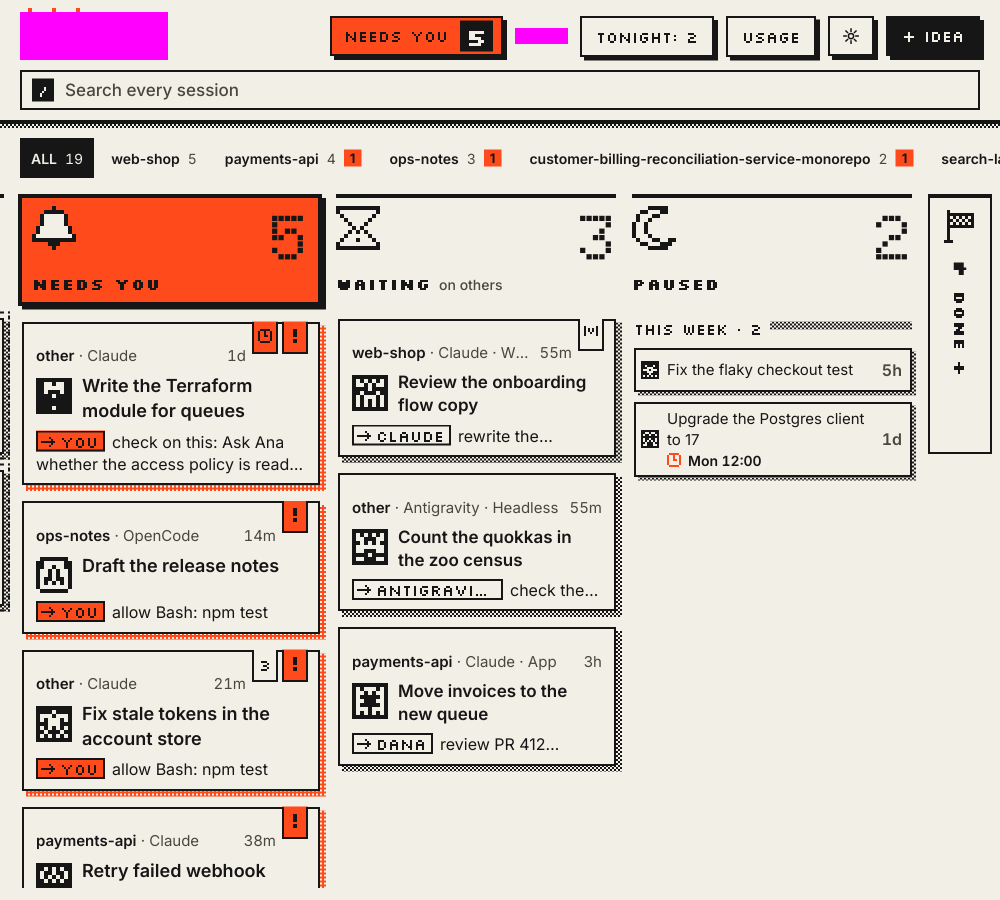 NEEDS YOU 5
TONIGHT: 2
USAGE
+ IDEA
/ Search every session
ALL 19
web-shop 5
payments-api 4 1
ops-notes 3 1
customer-billing-reconciliation-service-monorepo 2 1
NEEDS YOU 5
other · Claude 1d !
Write the Terraform
module for queues
→ YOU check on this: Ask Ana
whether the access policy is read…
ops-notes · OpenCode 14m !
Draft the release notes
→ YOU allow Bash: npm test
other · Claude 21m 3 !
Fix stale tokens in the
account store
→ YOU allow Bash: npm test
payments-api · Claude 38m !
Retry failed webhook
WAITING on others 3
web-shop · Claude · W… 55m
Review the onboarding
flow copy
→ CLAUDE rewrite the…
other · Antigravity · Headless 55m
Count the quokkas in
the zoo census
→ ANTIGRAVI… check the…
payments-api · Claude · App 3h
Move invoices to the
new queue
→ DANA review PR 412…
PAUSED 2
THIS WEEK · 2
Fix the flaky checkout test 5h
Upgrade the Postgres client
to 17 1d
Mon 12:00
4 DONE +